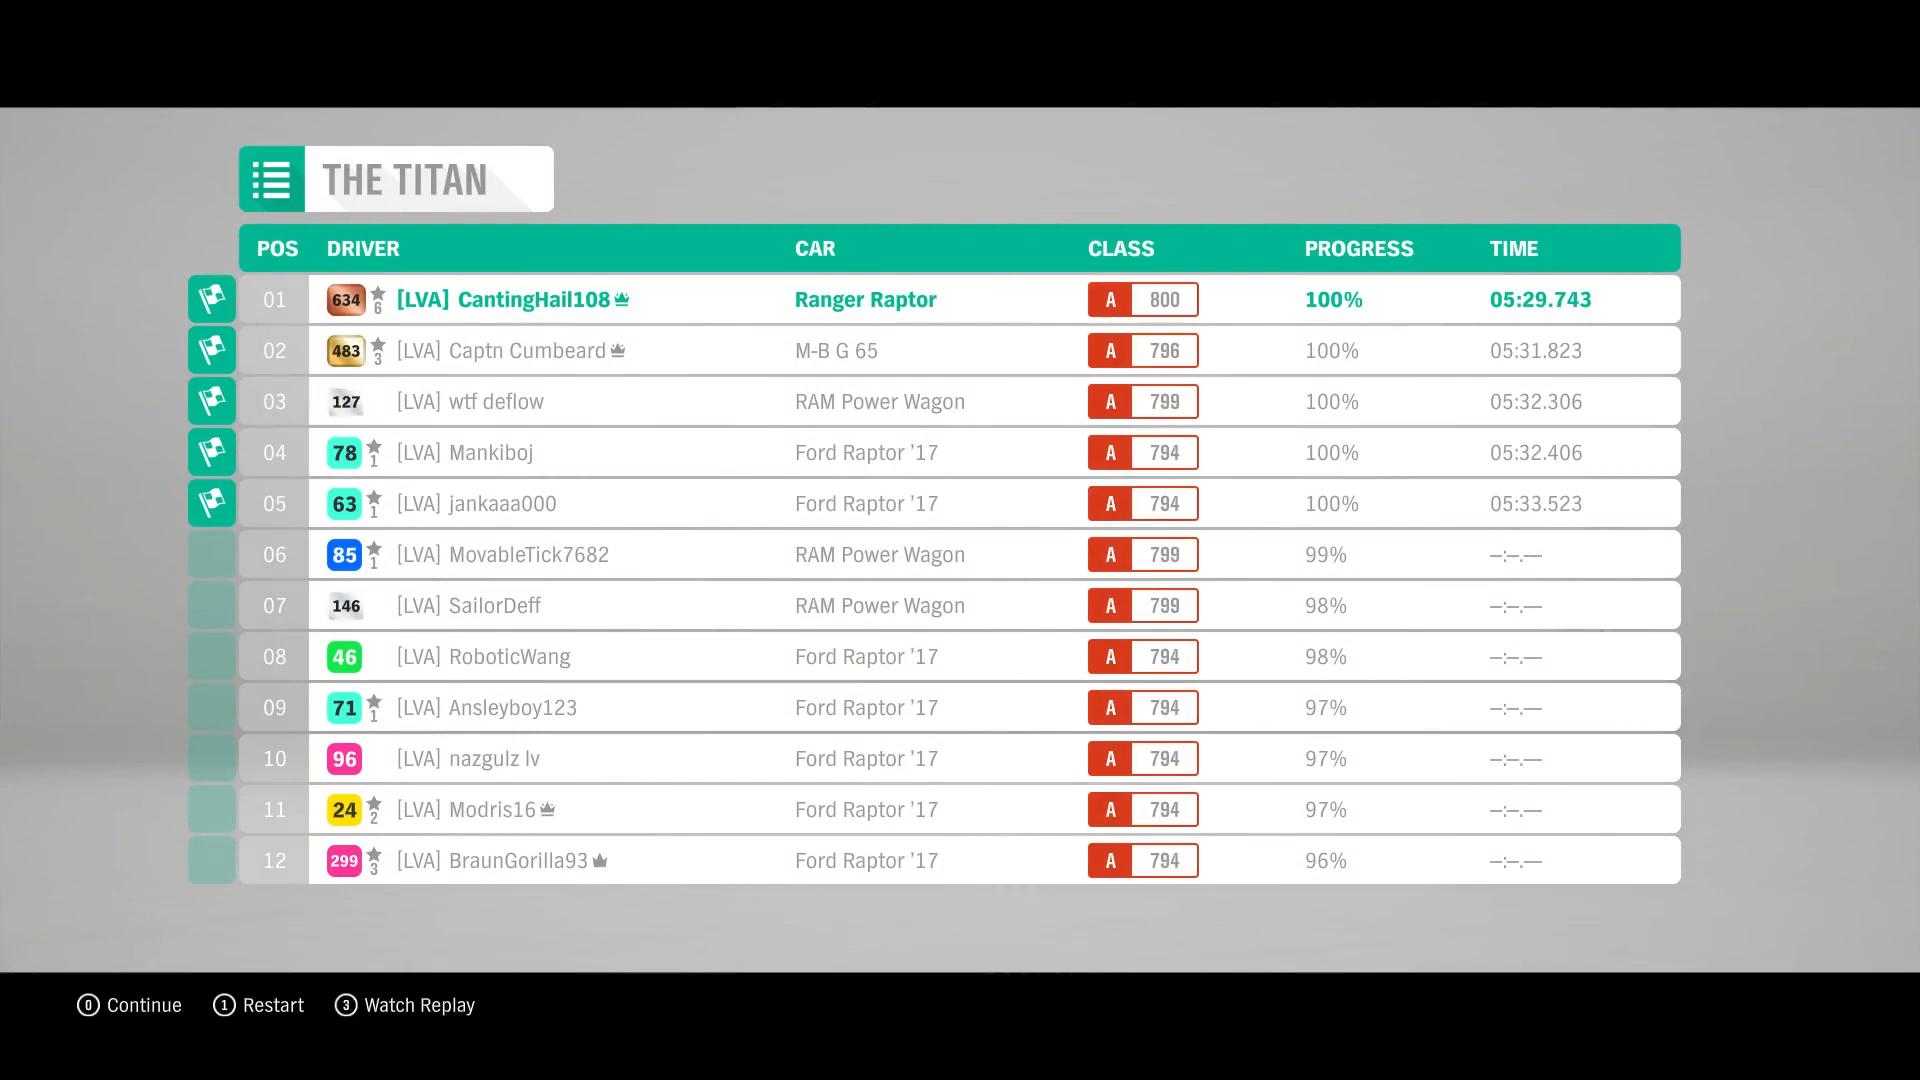 THE TITAN
POS DRIVER CAR CLASS PROGRESS TIME
01 634 6 [LVA] CantingHail108 Ranger Raptor A 800 100% 05:29.743
02 483 3 [LVA] Captn Cumbeard M-B G 65 A 796 100% 05:31.823
03 127 [LVA] wtf deflow RAM Power Wagon A 799 100% 05:32.306
04 78 1 [LVA] Mankiboj Ford Raptor ’17 A 794 100% 05:32.406
05 63 1 [LVA] jankaaa000 Ford Raptor ’17 A 794 100% 05:33.523
06 85 1 [LVA] MovableTick7682 RAM Power Wagon A 799 99% —:—.—
07 146 [LVA] SailorDeff RAM Power Wagon A 799 98% —:—.—
08 46 [LVA] RoboticWang Ford Raptor ’17 A 794 98% —:—.—
09 71 1 [LVA] Ansleyboy123 Ford Raptor ’17 A 794 97% —:—.—
10 96 [LVA] nazgulz lv Ford Raptor ’17 A 794 97% —:—.—
11 24 2 [LVA] Modris16 Ford Raptor ’17 A 794 97% —:—.—
12 299 3 [LVA] BraunGorilla93 Ford Raptor ’17 A 794 96% —:—.—
0 Continue 1 Restart 3 Watch Replay